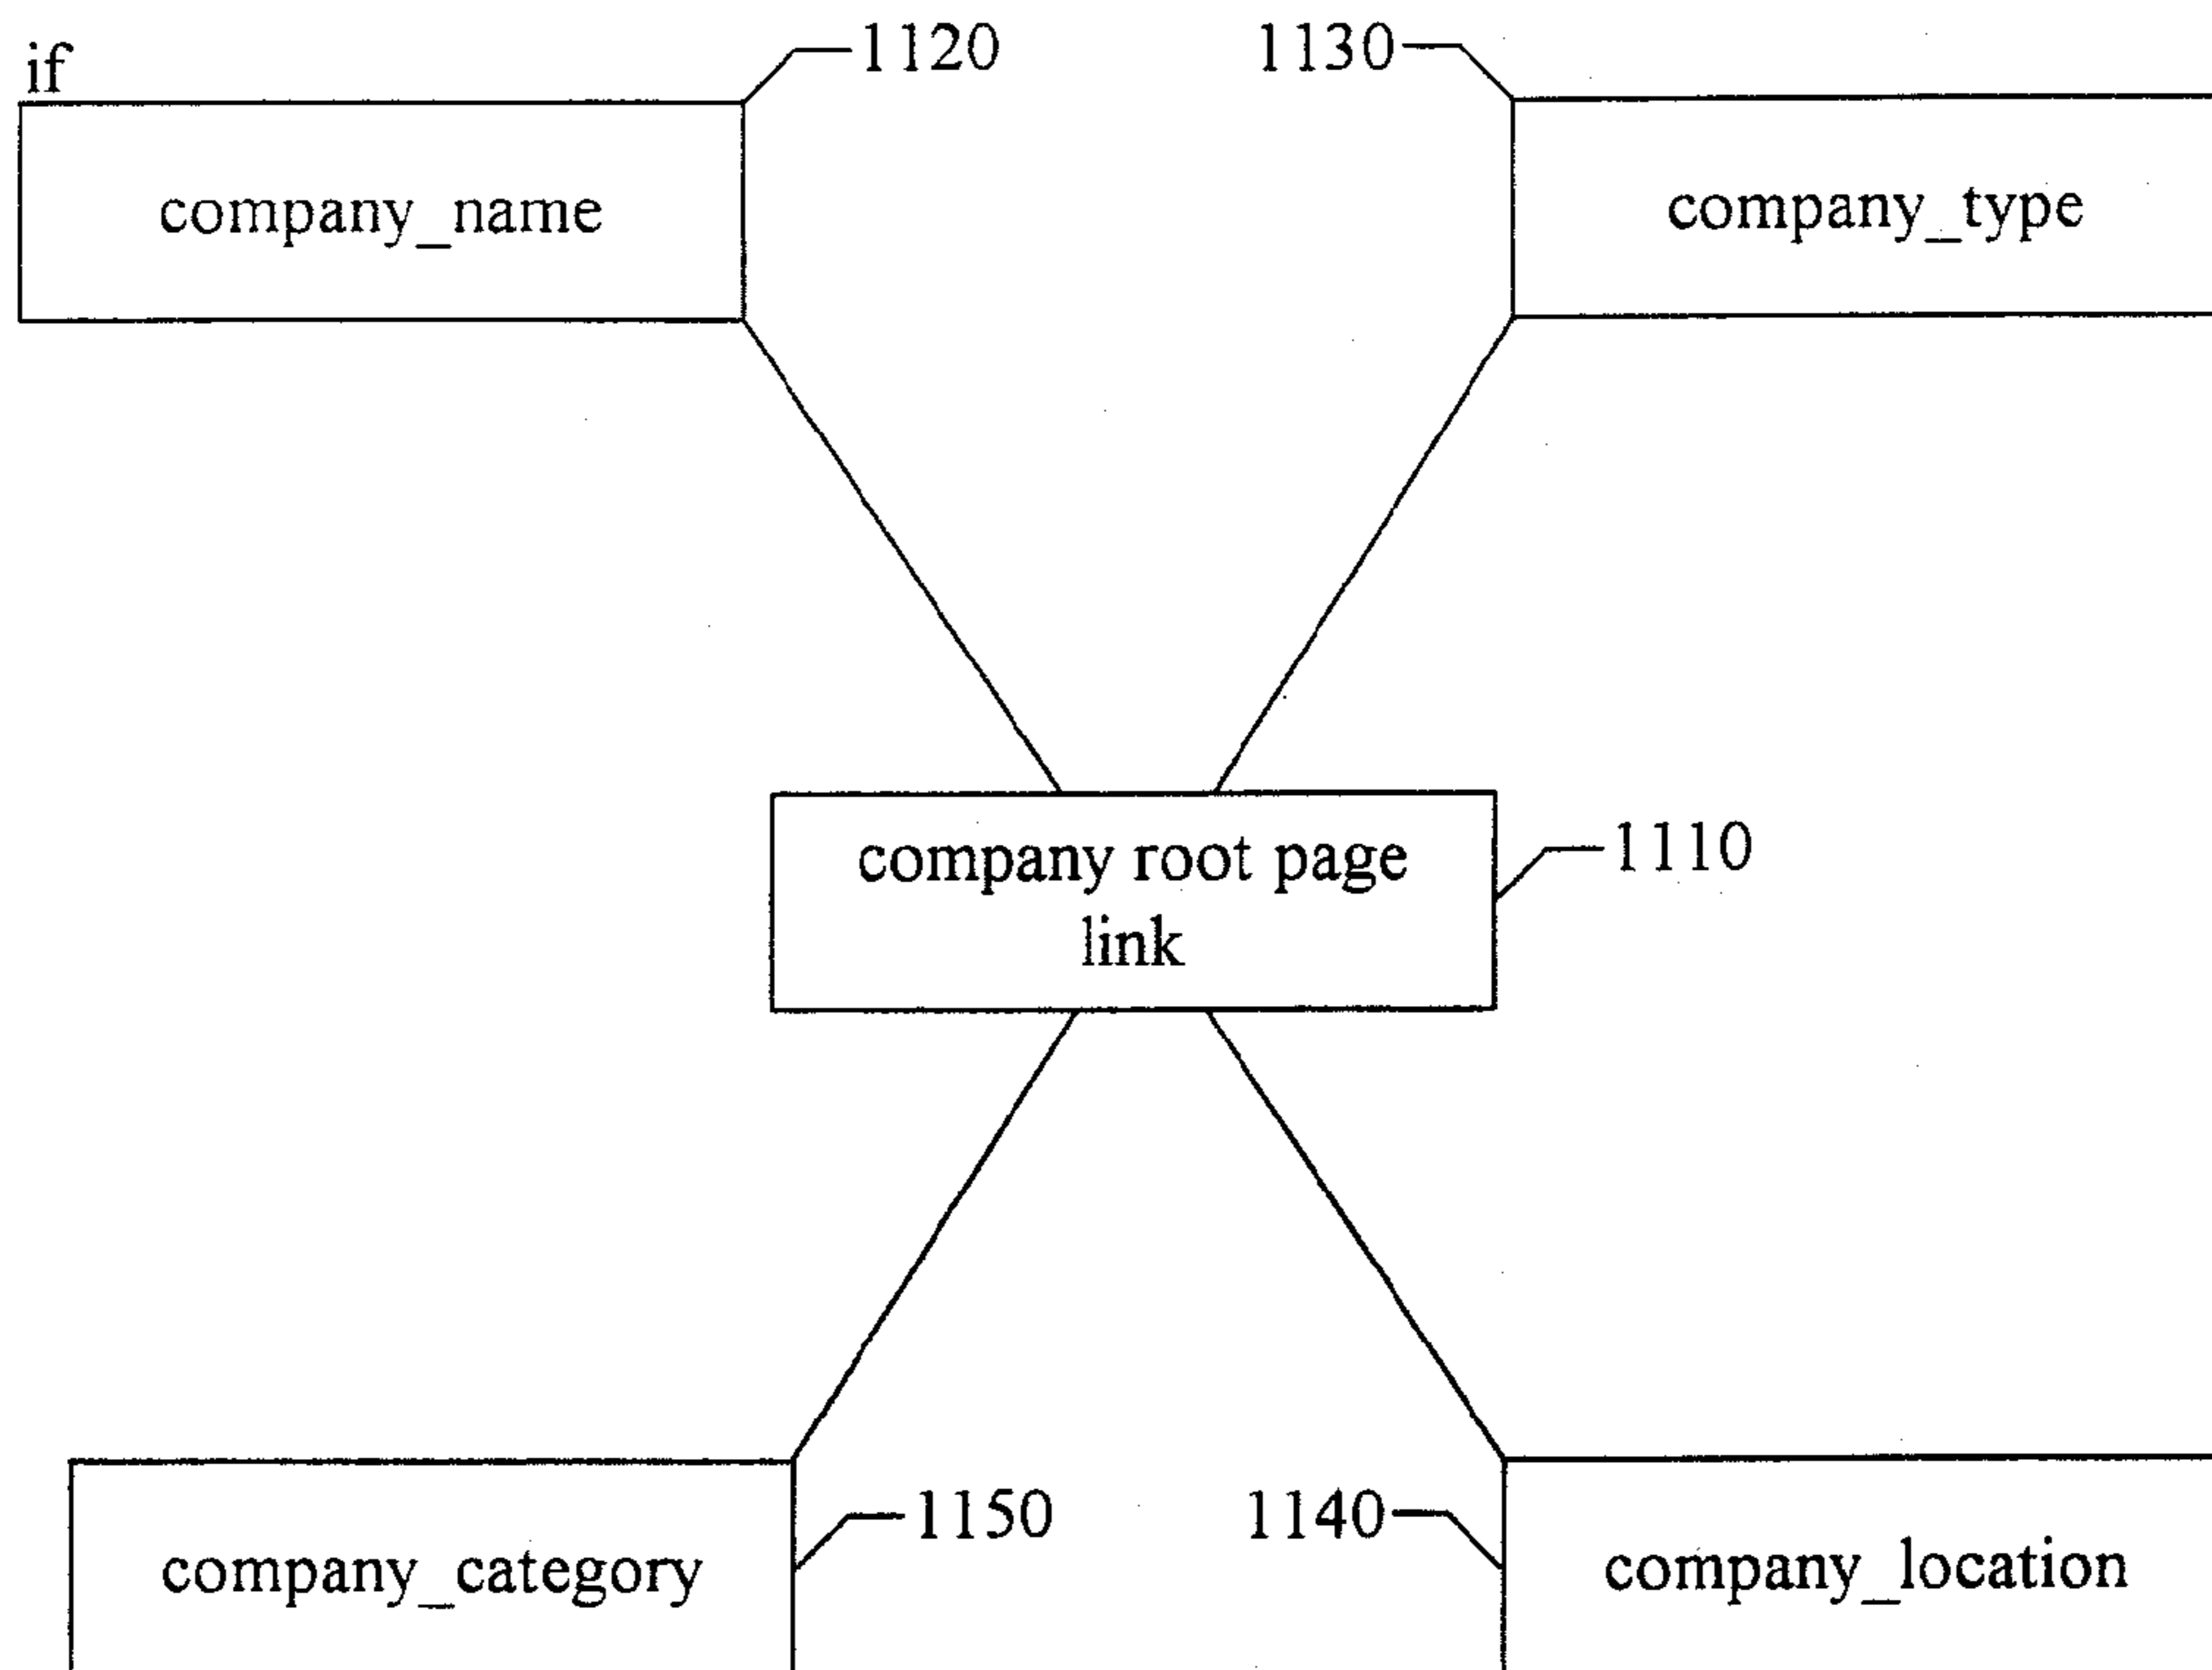 if
1120
1130
company_name
company_type
company root page
link
1110
1150
1140
company_category
company_location